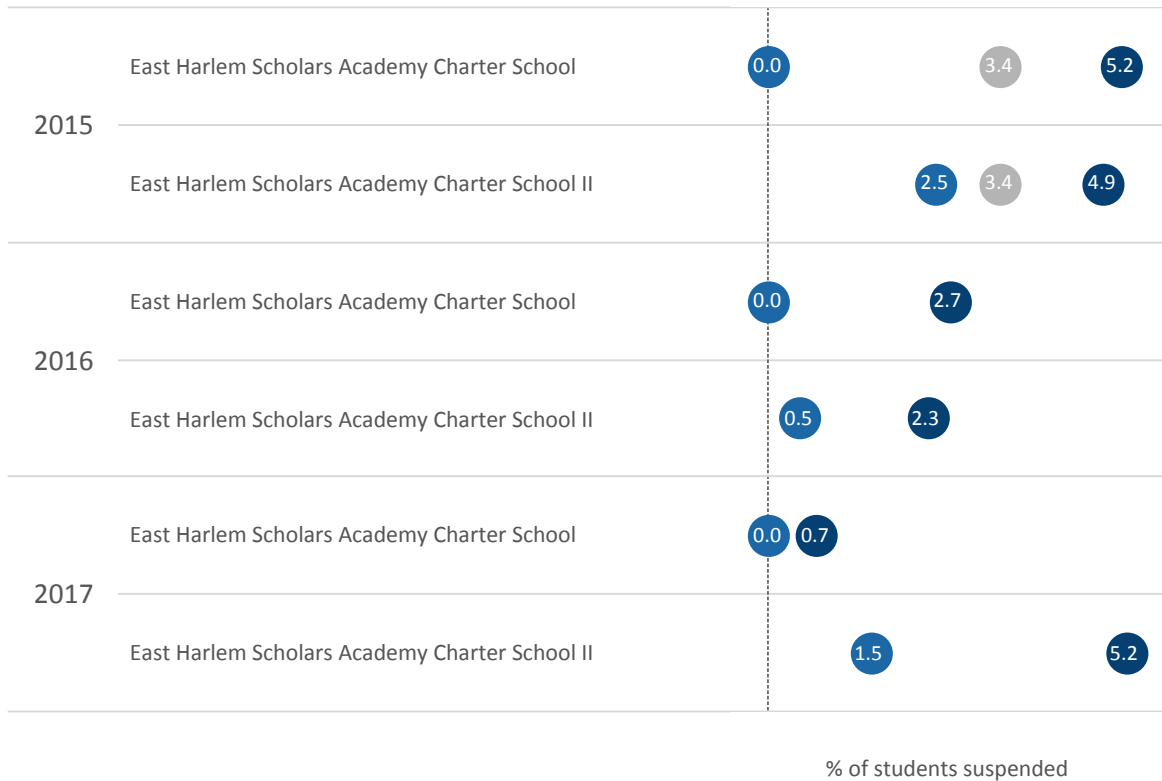 East Harlem Scholars Academy Charter School 0.0 3.4 5.2
2015
East Harlem Scholars Academy Charter School II 2.5 3.4 4.9
East Harlem Scholars Academy Charter School 0.0 2.7
2016
East Harlem Scholars Academy Charter School II 0.5 2.3
East Harlem Scholars Academy Charter School 0.0 0.7
2017
East Harlem Scholars Academy Charter School II 1.5 5.2
% of students suspended